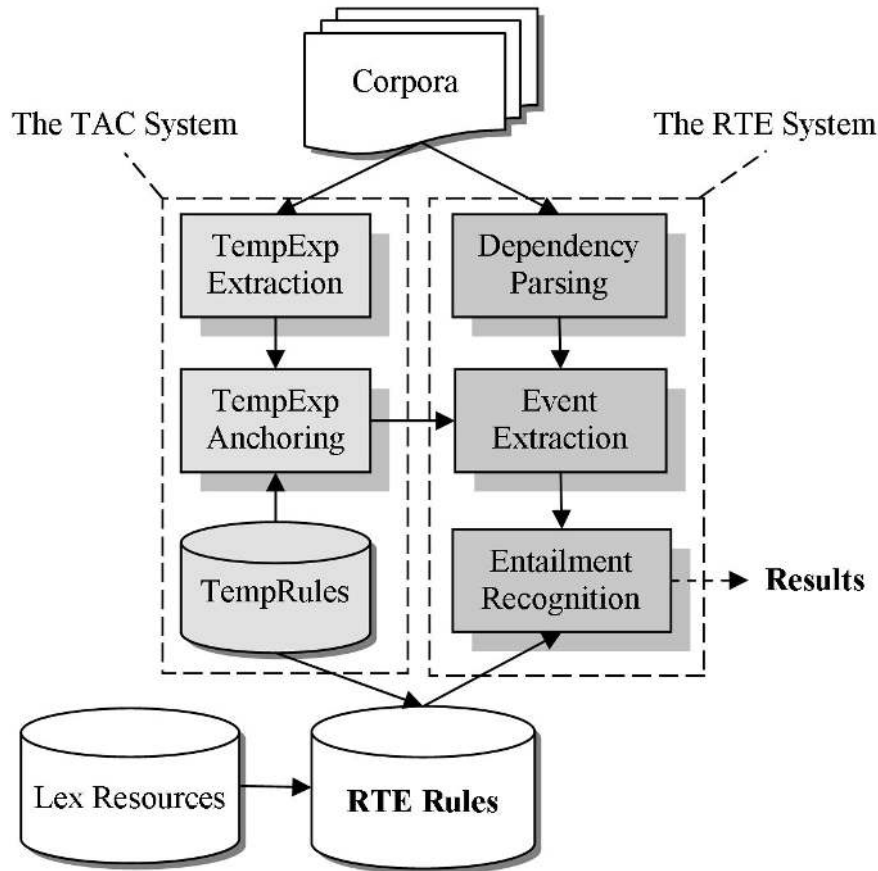 Corpora
The TAC System
The RTE System
TempExp
Extraction
Dependency
Parsing
TempExp
Anchoring
Event
Extraction
TempRules
Entailment
Recognition
Results
Lex Resources
RTE Rules